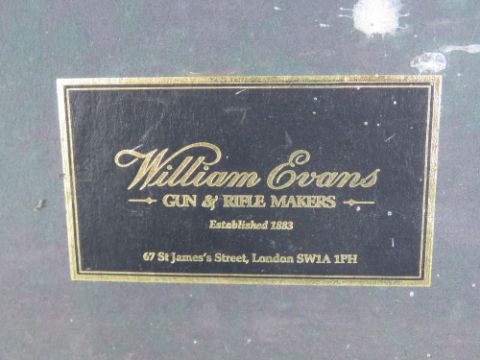 William Evans
GUN & RIFLE MAKERS
Established 1883
67 St James's Street, London SW1A 1PH